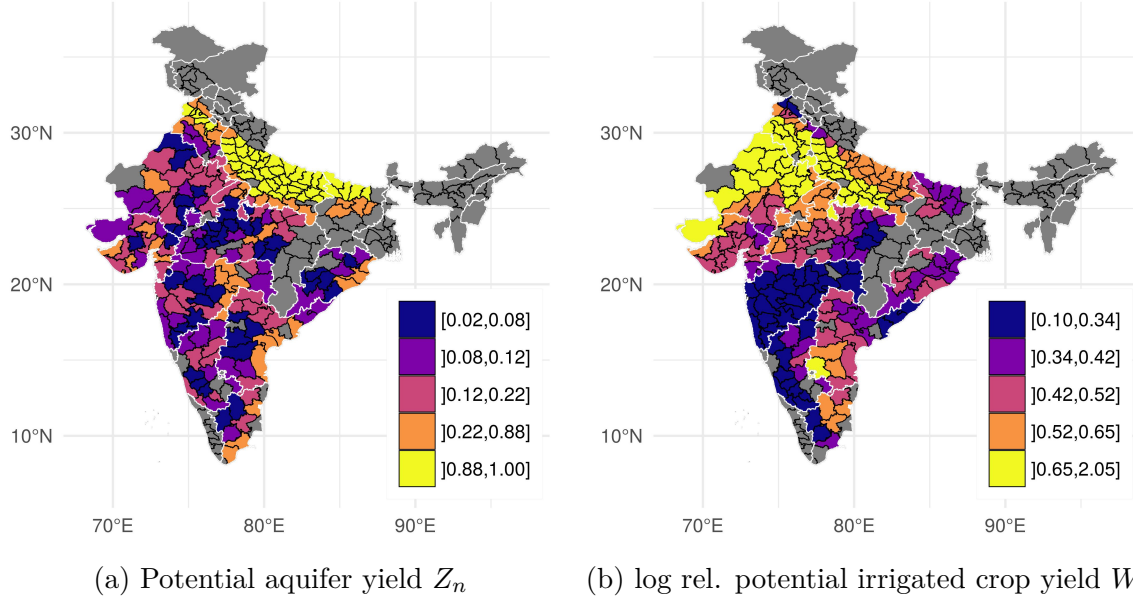 30°N
20°N
10°N
70°E
80°E
90°E
]0.02,0.08]
]0.08,0.12]
]0.12,0.22]
]0.22,0.88]
]0.88,1.00]
(a) Potential aquifer yield Zn
30°N
20°N
10°N
70°E
80°E
90°E
]0.10,0.34]
]0.34,0.42]
]0.42,0.52]
]0.52,0.65]
]0.65,2.05]
(b) log rel. potential irrigated crop yield W